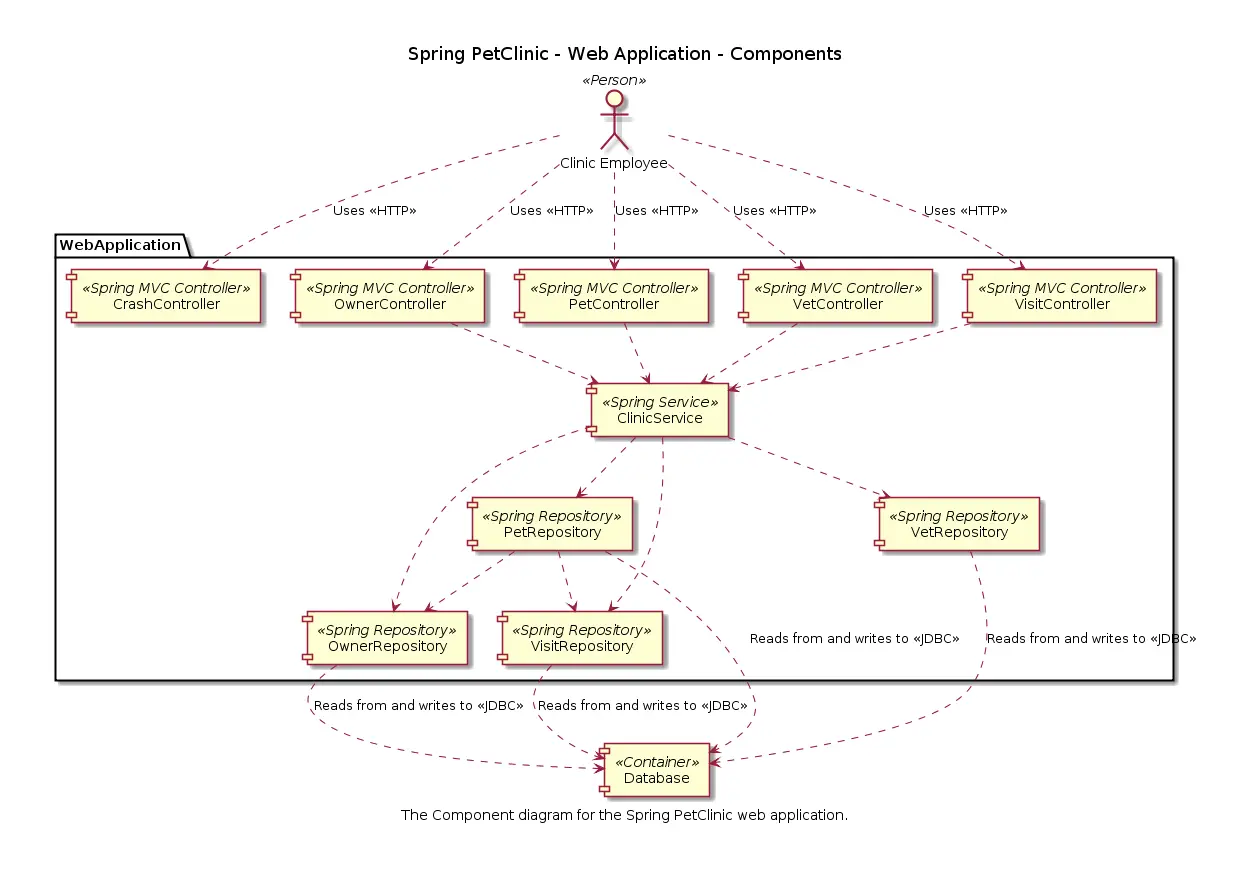 Spring PetClinic - Web Application - Components
«Person»
Clinic Employee
Uses «HTTP»
Uses «HTTP»
Uses «HTTP»
Uses «HTTP»
Uses «HTTP»
WebApplication
«Spring MVC Controller»
CrashController
«Spring MVC Controller»
OwnerController
«Spring MVC Controller»
PetController
«Spring MVC Controller»
VetController
«Spring MVC Controller»
VisitController
«Spring Service»
ClinicService
«Spring Repository»
PetRepository
«Spring Repository»
VetRepository
«Spring Repository»
OwnerRepository
«Spring Repository»
VisitRepository
Reads from and writes to «JDBC»
Reads from and writes to «JDBC»
Reads from and writes to «JDBC»
Reads from and writes to «JDBC»
«Container»
Database
The Component diagram for the Spring PetClinic web application.